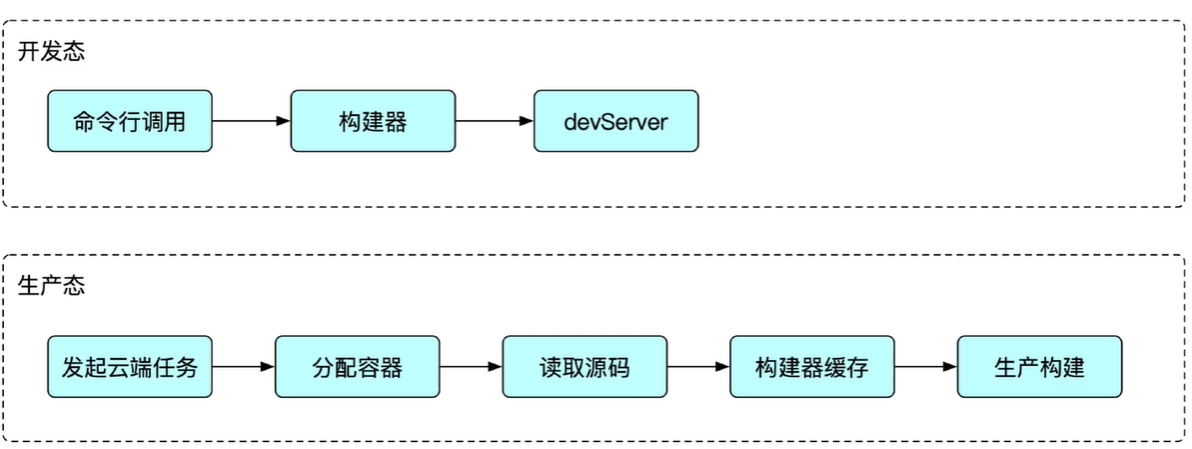 开发态
命令行调用
构建器
devServer
生产态
发起云端任务
分配容器
读取源码
构建器缓存
生产构建